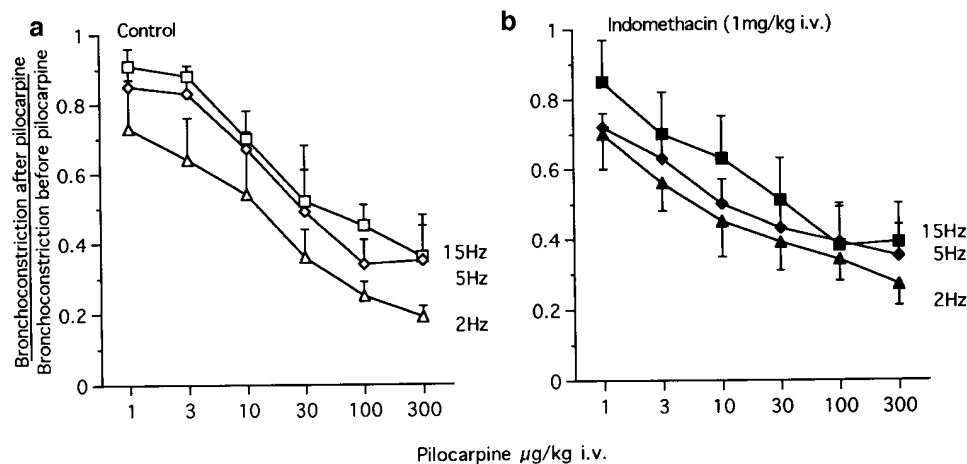 a
Control
Bronchoconstriction after pilocarpine
Bronchoconstriction before pilocarpine
1
0.8
0.6
0.4
0.2
0
15Hz
5Hz
2Hz
1 3 10 30 100 300
b
Indomethacin (1mg/kg i.v.)
1
0.8
0.6
0.4
0.2
0
15Hz
5Hz
2Hz
1 3 10 30 100 300
Pilocarpine µg/kg i.v.